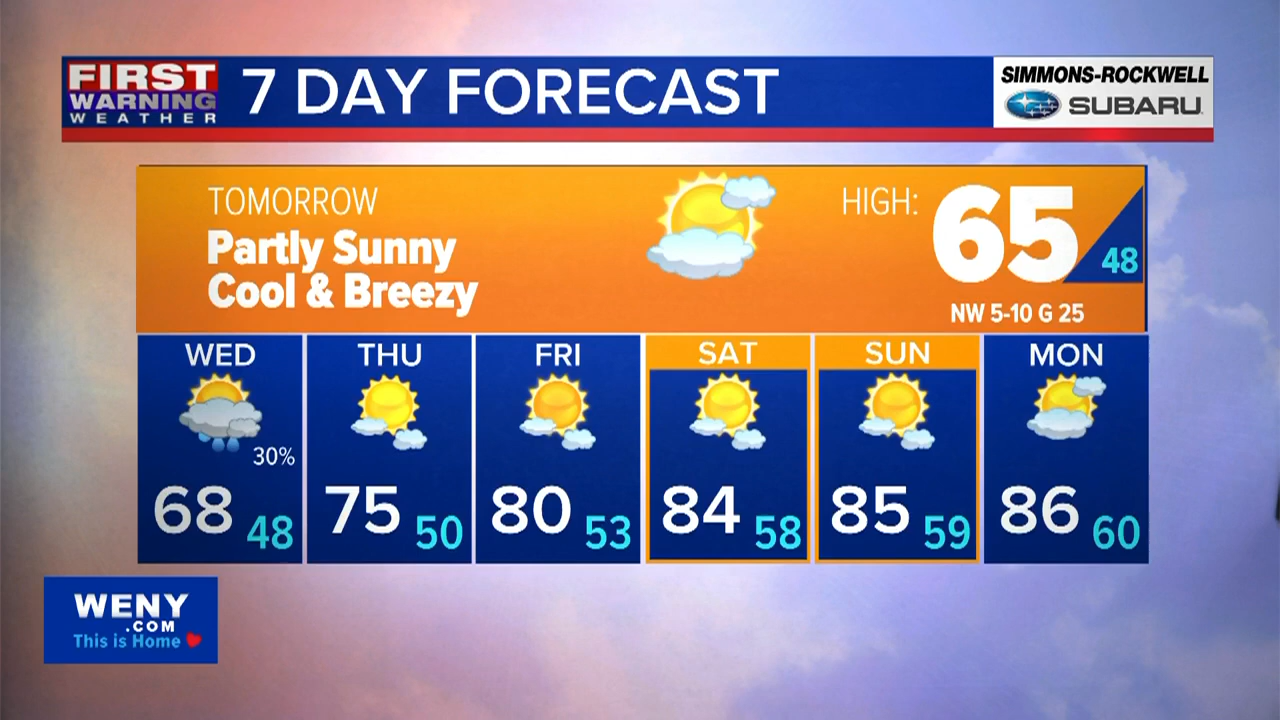 FIRST
WARNING
WEATHER
7 DAY FORECAST
SIMMONS-ROCKWELL
SUBARU
TOMORROW
Partly Sunny
Cool & Breezy
HIGH:
65
48
NW 5-10 G 25
WED
30%
68 48
THU
75 50
FRI
80 53
SAT
84 58
SUN
85 59
MON
86 60
WENY
.COM
This is Home